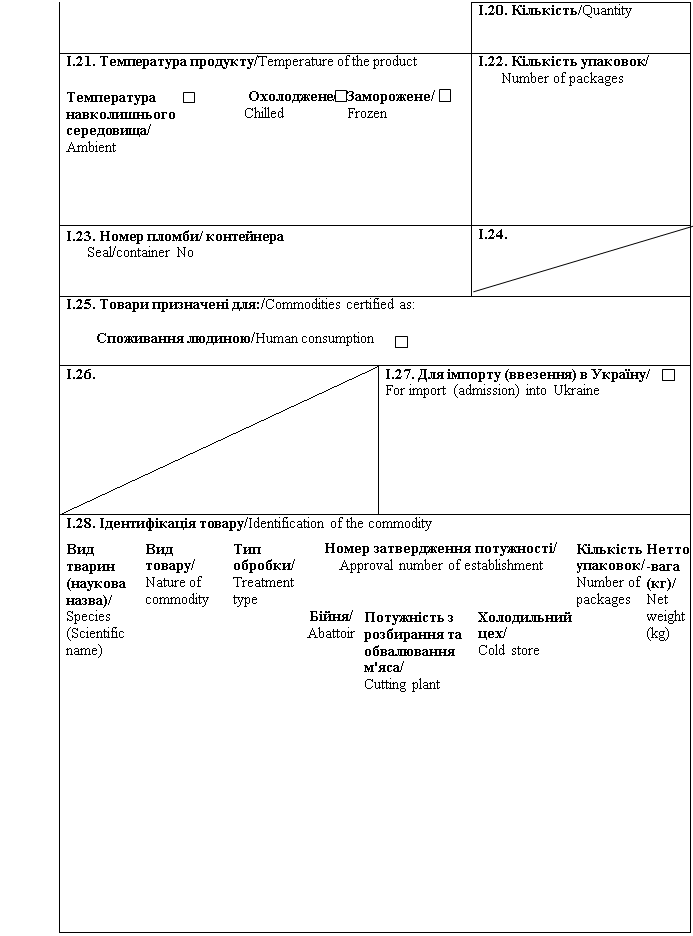 I.20. Кількість/Quantity
I.21. Температура продукту/Temperature of the product
I.22. Кількість упаковок/
Number of packages
Температура
навколишнього
середовища/
Ambient
Охолоджене/
Chilled
Заморожене/
Frozen
I.23. Номер пломби/ контейнера
Seal/container No
I.24.
I.25. Товари призначені для:/Commodities certified as:
Споживання людиною/Human consumption
I.26.
I.27. Для імпорту (ввезення) в Україну/
For import (admission) into Ukraine
I.28. Ідентифікація товару/Identification of the commodity
Вид
тварин
(наукова
назва)/
Species
(Scientific
name)
Вид
товару/
Nature of
commodity
Тип
обробки/
Treatment
type
Номер затвердження потужності/
Approval number of establishment
Бійня/
Abattoir
Потужність з
розбирання та
обвалювання
м'яса/
Cutting plant
Холодильний
цех/
Cold store
Кількість
упаковок/
Number of
packages
Нетто
-вага
(кг)/
Net
weight
(kg)